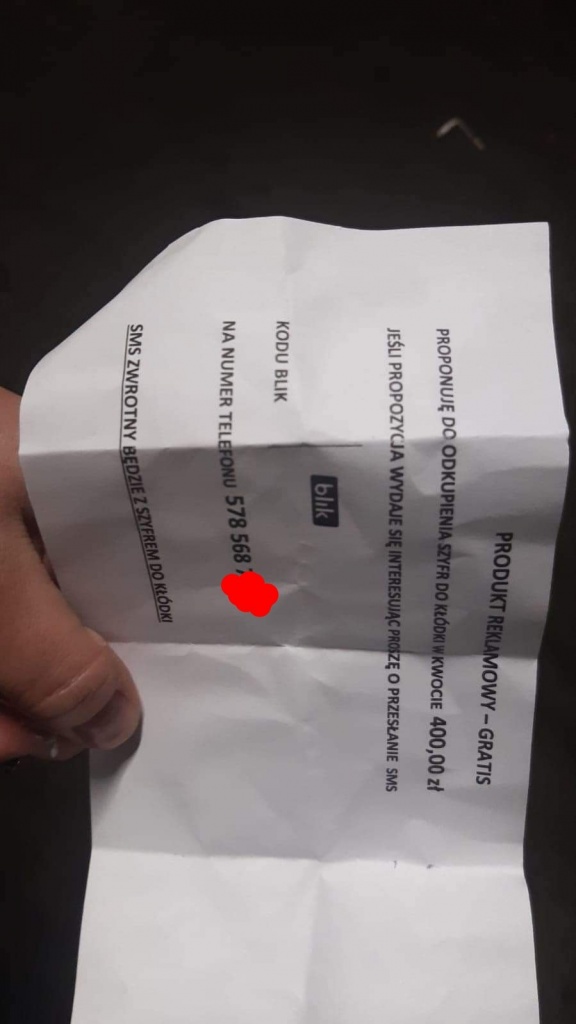 PRODUKT REKLAMOWY – GRATIS
PROPONUJĘ DO ODKUPIENIA SZYFR DO KŁÓDKI W KWOCIE 400,00 zł
JEŚLI PROPOZYCJA WYDAJE SIĘ INTERESUJĄC PROSZĘ O PRZESŁANIE SMS
blik
KODU BLIK
NA NUMER TELEFONU 578 568
SMS ZWROTNY BĘDZIE Z SZYFREM DO KŁÓDKI